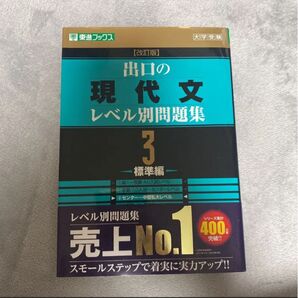 東進ブックス
大学受験
【改訂版】
出口の
現代文
レベル別問題集
3
標準編
センター～中堅私大レベル
レベル別問題集
売上No.1
シリーズ累計
400万
突破!!
スモールステップで着実に実力アップ!!